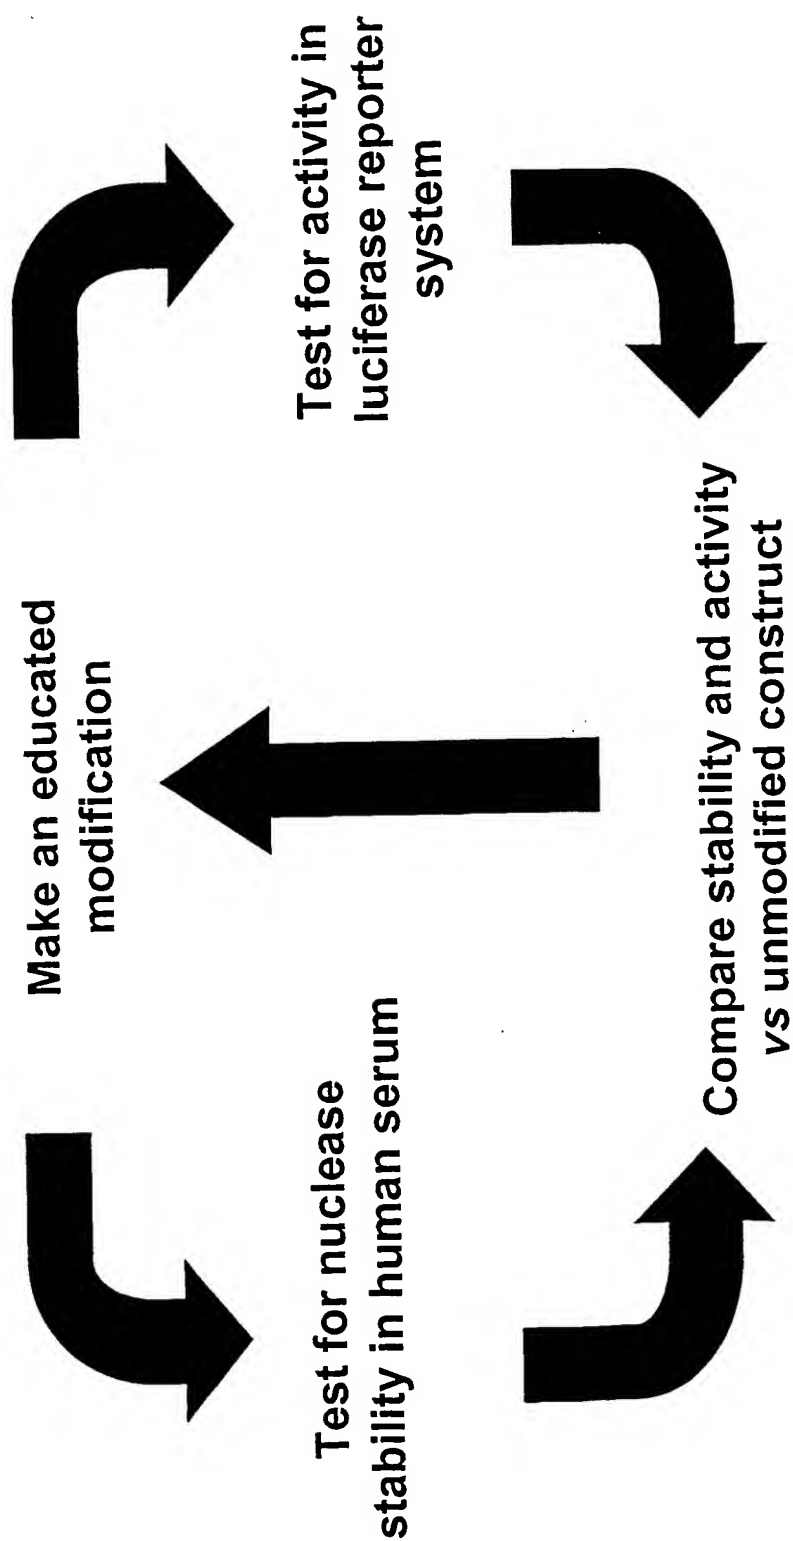 Make an educated
modification
Test for nuclease
stability in human serum
Test for activity in
luciferase reporter
system
Compare stability and activity
vs unmodified construct